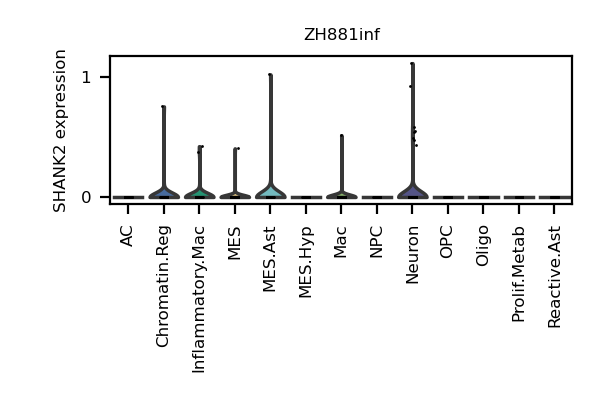 ZH881inf
SHANK2 expression
1
0
AC
Chromatin.Reg
Inflammatory.Mac
MES
MES.Ast
MES.Hyp
Mac
NPC
Neuron
OPC
Oligo
Prolif.Metab
Reactive.Ast